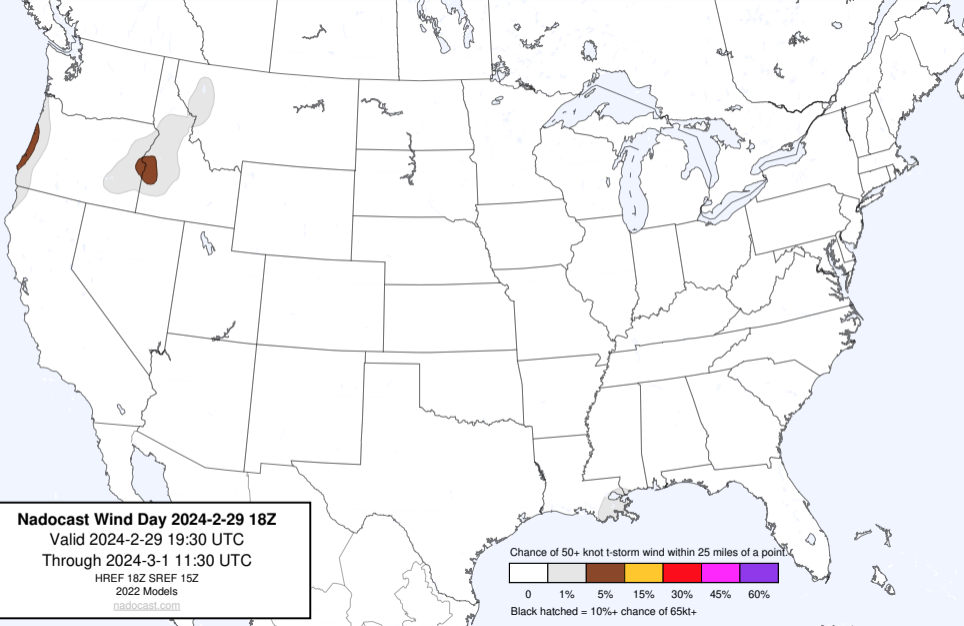 Nadocast Wind Day 2024-2-29 18Z
Valid 2024-2-29 19:30 UTC
Through 2024-3-1 11:30 UTC
HREF 18Z SREF 15Z
2022 Models
nadocast.com
Chance of 50+ knot t-storm wind within 25 miles of a point.
0 1% 5% 15% 30% 45% 60%
Black hatched = 10%+ chance of 65kt+